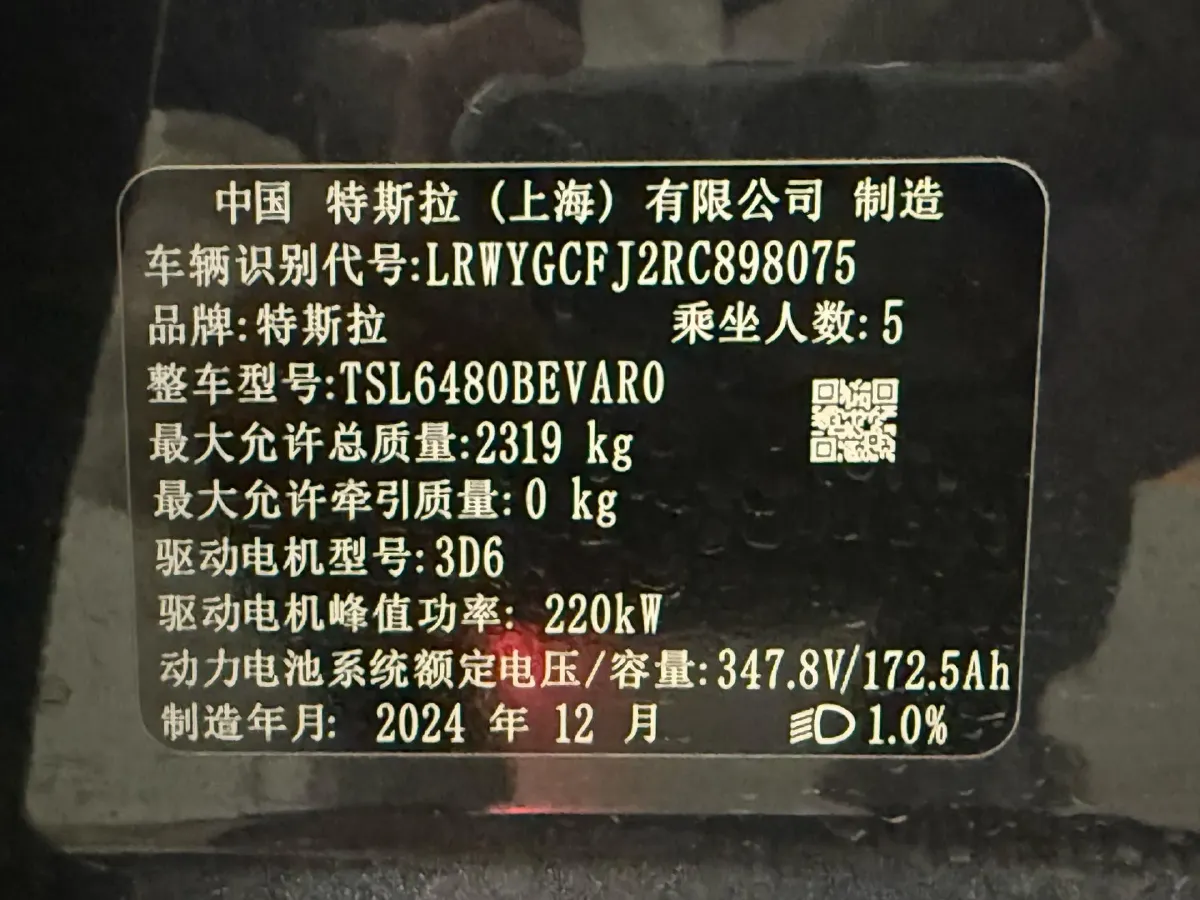 中国 特斯拉 (上海) 有限公司 制造
车辆识别代号:LRWYGCFJ2RC898075
品牌:特斯拉 乘坐人数: 5
整车型号:TSL6480BEVAR0
最大允许总质量:2319 kg
最大允许牵引质量: 0 kg
驱动电机型号:3D6
驱动电机峰值功率: 220kW
动力电池系统额定电压/容量:347.8V/172.5Ah
制造年月: 2024 年 12 月 1.0%